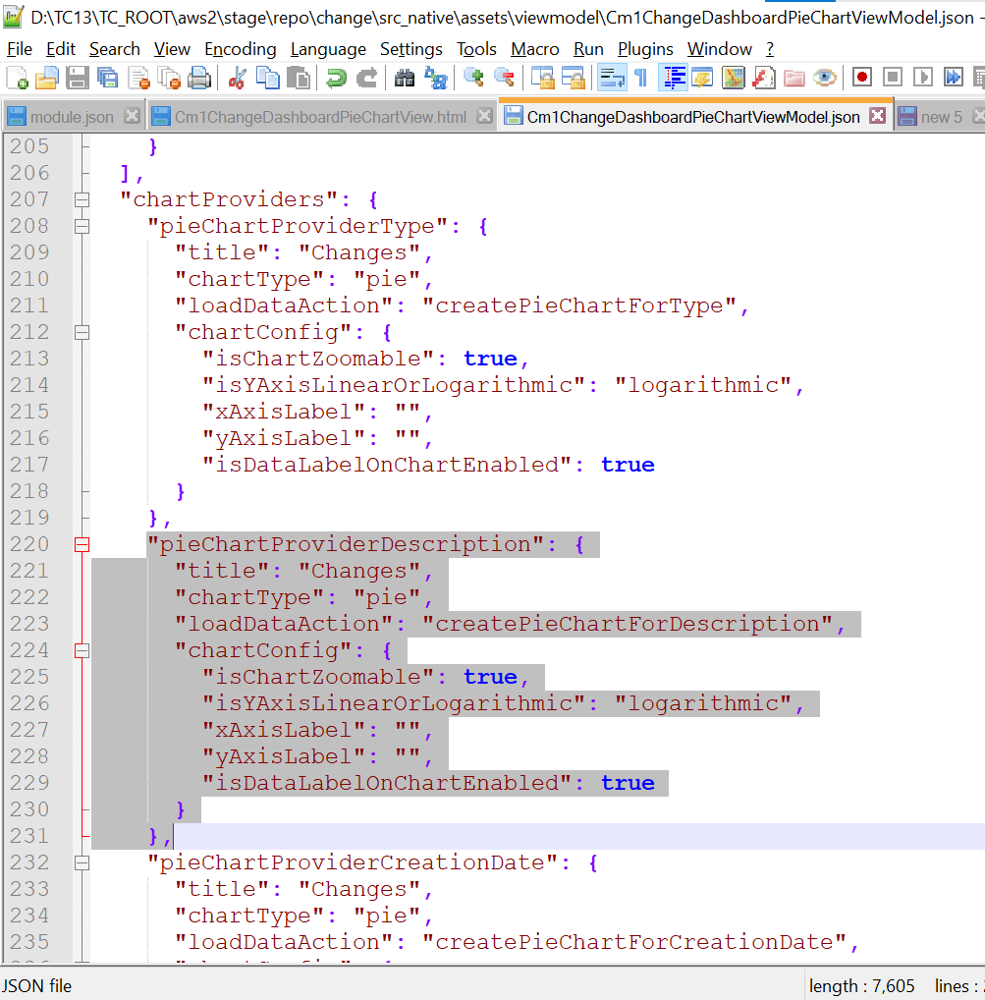 D:\TC13\TC_ROOT\aws2\stage\repo\change\src_native\assets\viewmodel\Cm1ChangeDashboardPieChartViewModel.json -
File Edit Search View Encoding Language Settings Tools Macro Run Plugins Window ?
module.json Cm1ChangeDashboardPieChartView.html Cm1ChangeDashboardPieChartViewModel.json new 5
205 }
206 ],
207 "chartProviders": {
208 "pieChartProviderType": {
209 "title": "Changes",
210 "chartType": "pie",
211 "loadDataAction": "createPieChartForType",
212 "chartConfig": {
213 "isChartZoomable": true,
214 "isYAxisLinearOrLogarithmic": "logarithmic",
215 "xAxisLabel": "",
216 "yAxisLabel": "",
217 "isDataLabelOnChartEnabled": true
218 }
219 },
220 "pieChartProviderDescription": {
221 "title": "Changes",
222 "chartType": "pie",
223 "loadDataAction": "createPieChartForDescription",
224 "chartConfig": {
225 "isChartZoomable": true,
226 "isYAxisLinearOrLogarithmic": "logarithmic",
227 "xAxisLabel": "",
228 "yAxisLabel": "",
229 "isDataLabelOnChartEnabled": true
230 }
231 },
232 "pieChartProviderCreationDate": {
233 "title": "Changes",
234 "chartType": "pie",
235 "loadDataAction": "createPieChartForCreationDate",
JSON file length : 7,605 lines :